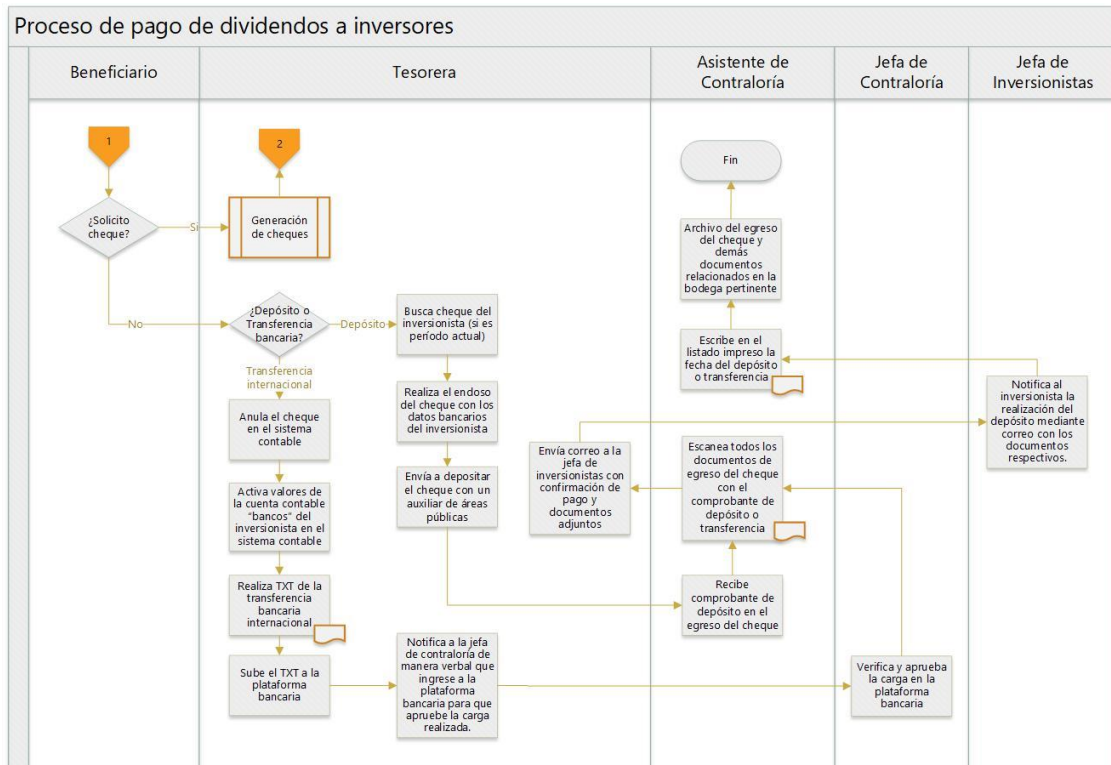 Proceso de pago de dividendos a inversores
Beneficiario
Tesorera
Asistente de
Contraloría
Jefa de
Contraloría
Jefa de
Inversionistas
1
2
Fin
¿Solicito
cheque?
Si
Generación
de cheques
Archivo del egreso
del cheque y
demás
documentos
relacionados en la
bodega pertinente
No
¿Depósito o
Transferencia
bancaria?
Depósito
Busca cheque del
inversionista (si es
período actual)
Escribe en el
listado impreso la
fecha del depósito
o transferencia
Transferencia
internacional
Notifica al
inversionista la
realización del
depósito mediante
correo con los
documentos
respectivos.
Anula el cheque
en el sistema
contable
Realiza el endoso
del cheque con los
datos bancarios
del inversionista
Envía correo a la
jefa de
inversionistas con
confirmación de
pago y
documentos
adjuntos
Escanea todos los
documentos de
egreso del cheque
con el
comprobante de
depósito o
transferencia
Envía a depositar
el cheque con un
auxiliar de áreas
públicas
Activa valores de
la cuenta contable
"bancos" del
inversionista en el
sistema contable
Realiza TXT de la
transferencia
bancaria
internacional
Recibe
comprobante de
depósito en el
egreso del cheque
Sube el TXT a la
plataforma
bancaria
Notifica a la jefa
de contraloría de
manera verbal que
ingrese a la
plataforma
bancaria para que
apruebe la carga
realizada.
Verifica y aprueba
la carga en la
plataforma
bancaria